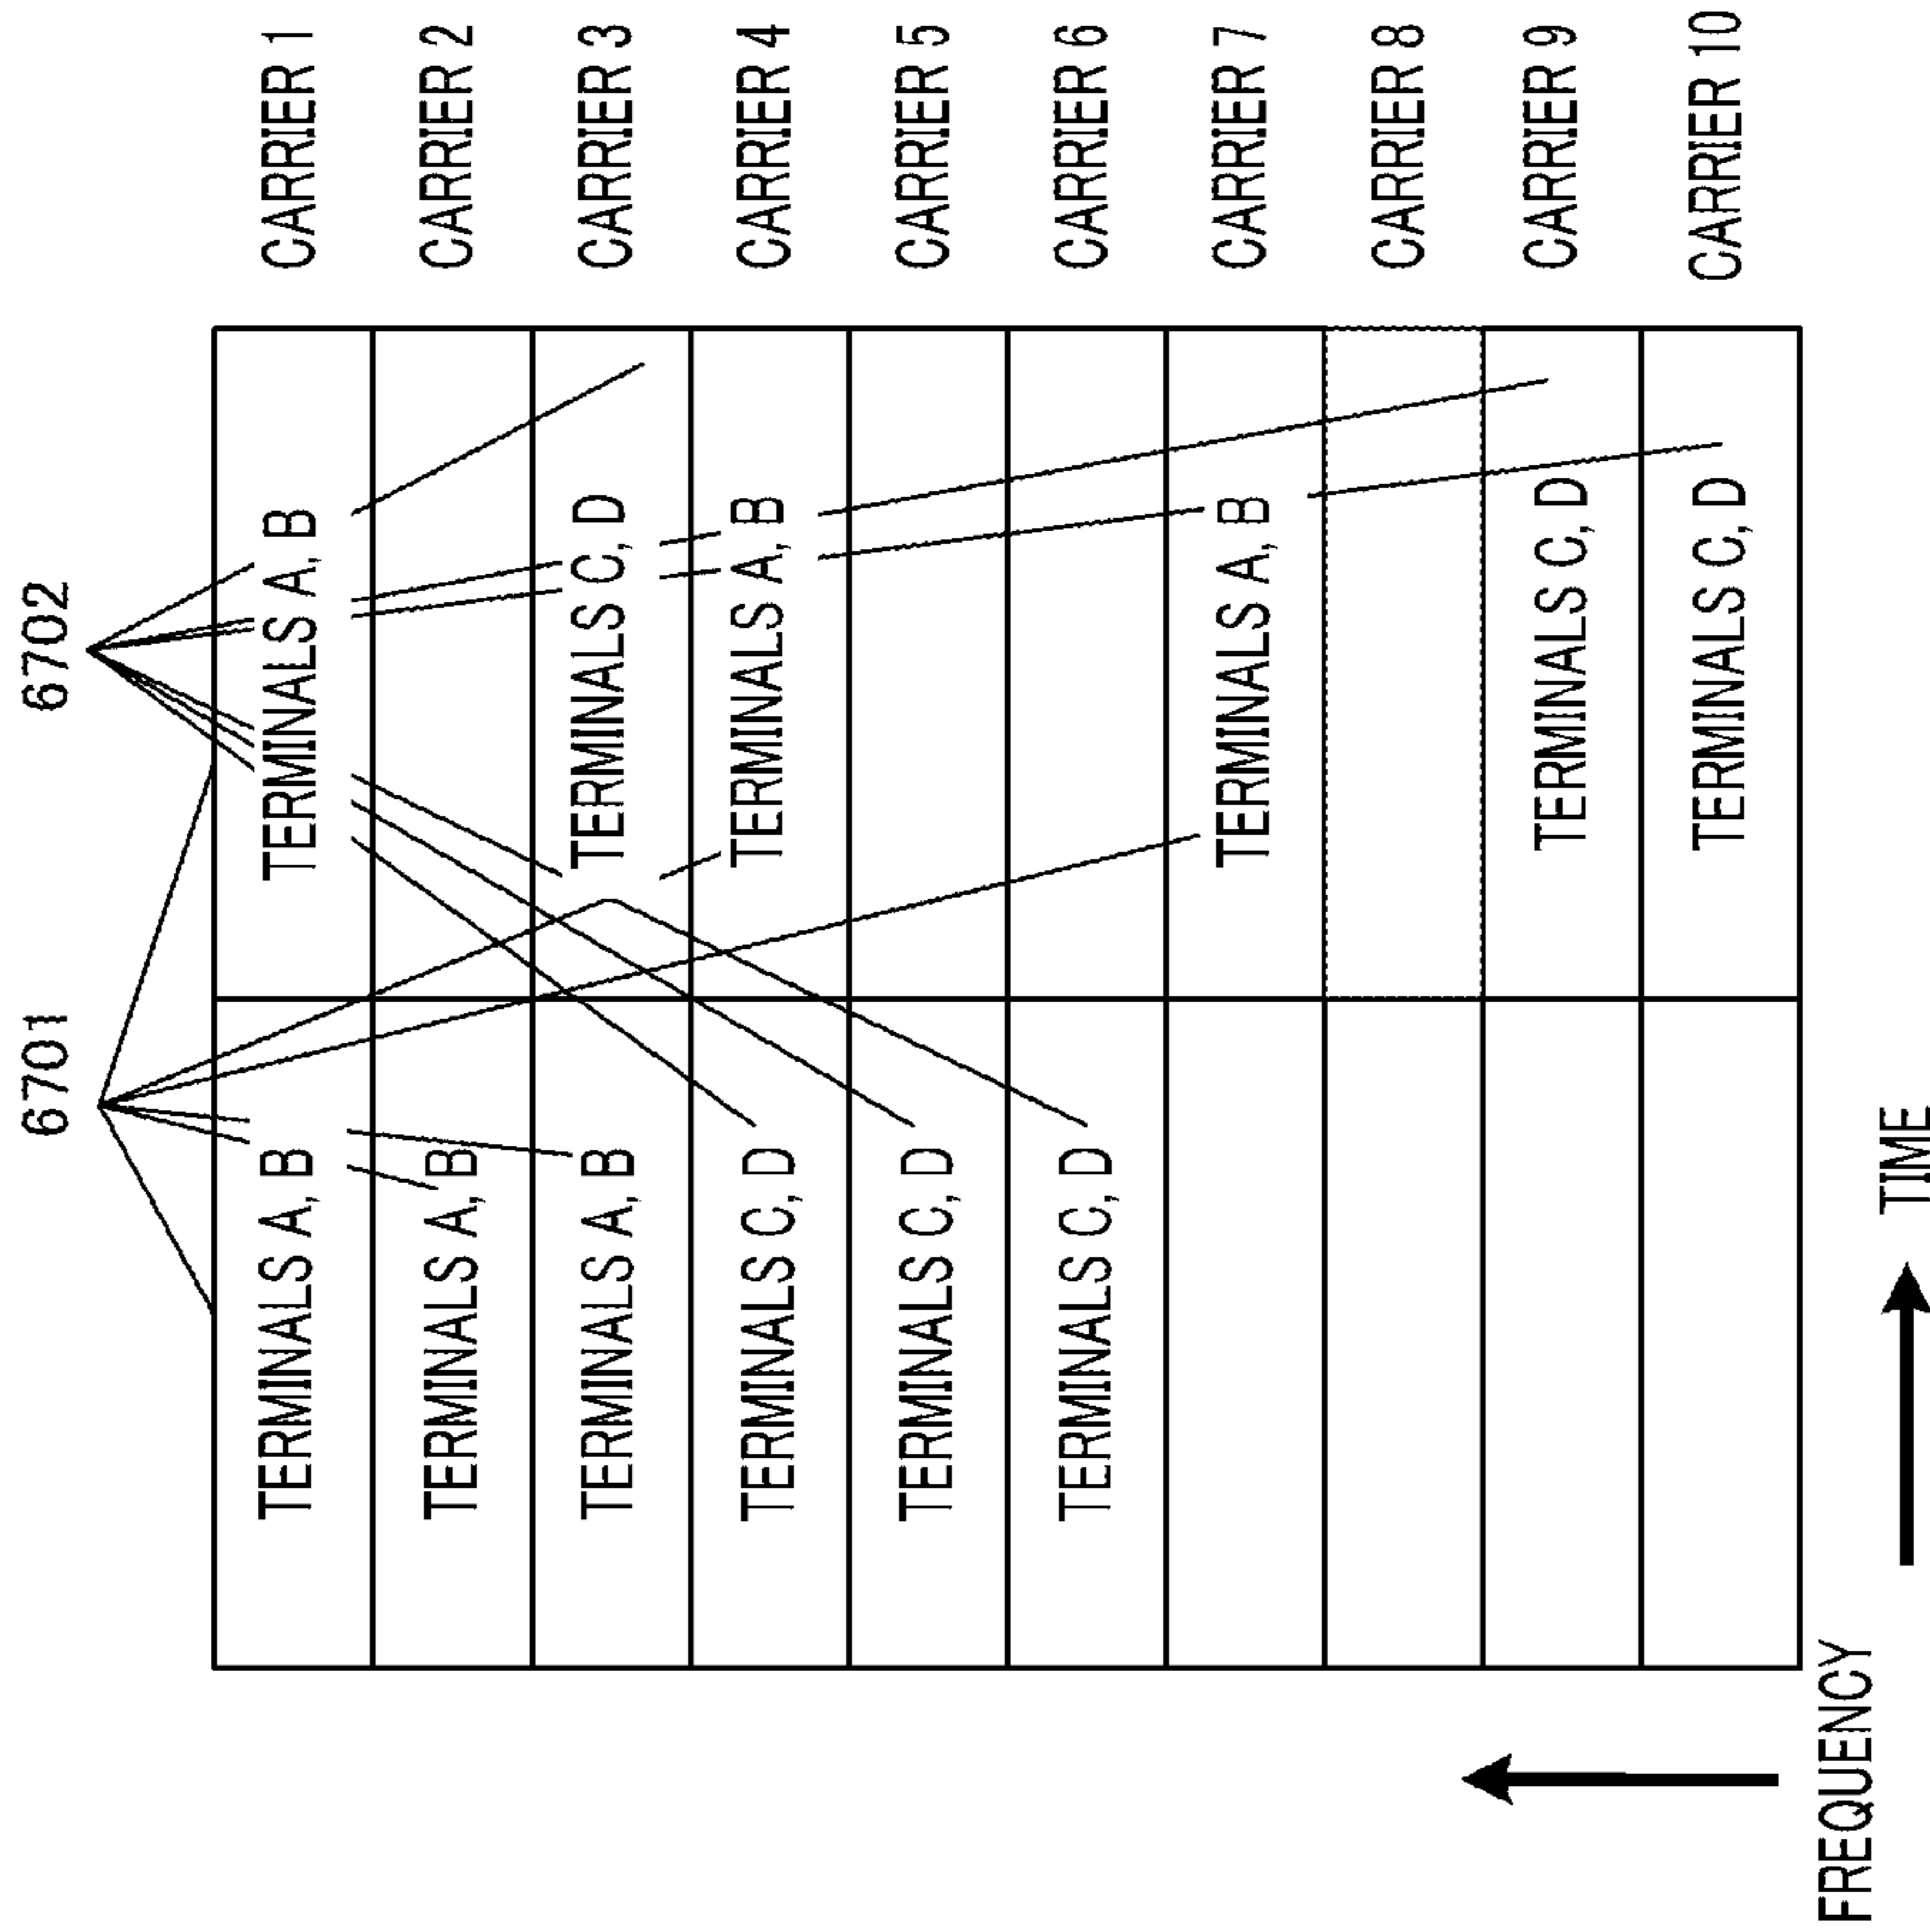 6701
6702
TERMINALS A, B
TERMINALS A, B
CARRIER 1
TERMINALS A, B
CARRIER 2
TERMINALS A, B
TERMINALS C, D
CARRIER 3
TERMINALS C, D
TERMINALS A, B
CARRIER 4
TERMINALS C, D
CARRIER 5
TERMINALS C, D
CARRIER 6
TERMINALS A, B
CARRIER 7
CARRIER 8
TERMINALS C, D
CARRIER 9
TERMINALS C, D
CARRIER 10
FREQUENCY
TIME